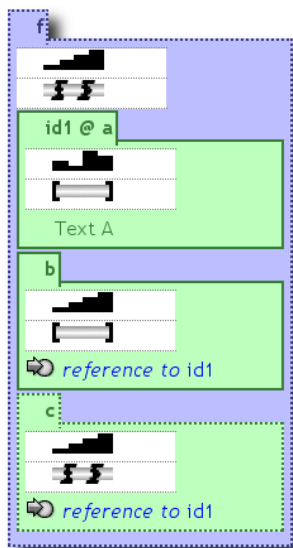 f
id1 @ a
Text A
b
reference to id1
c
reference to id1